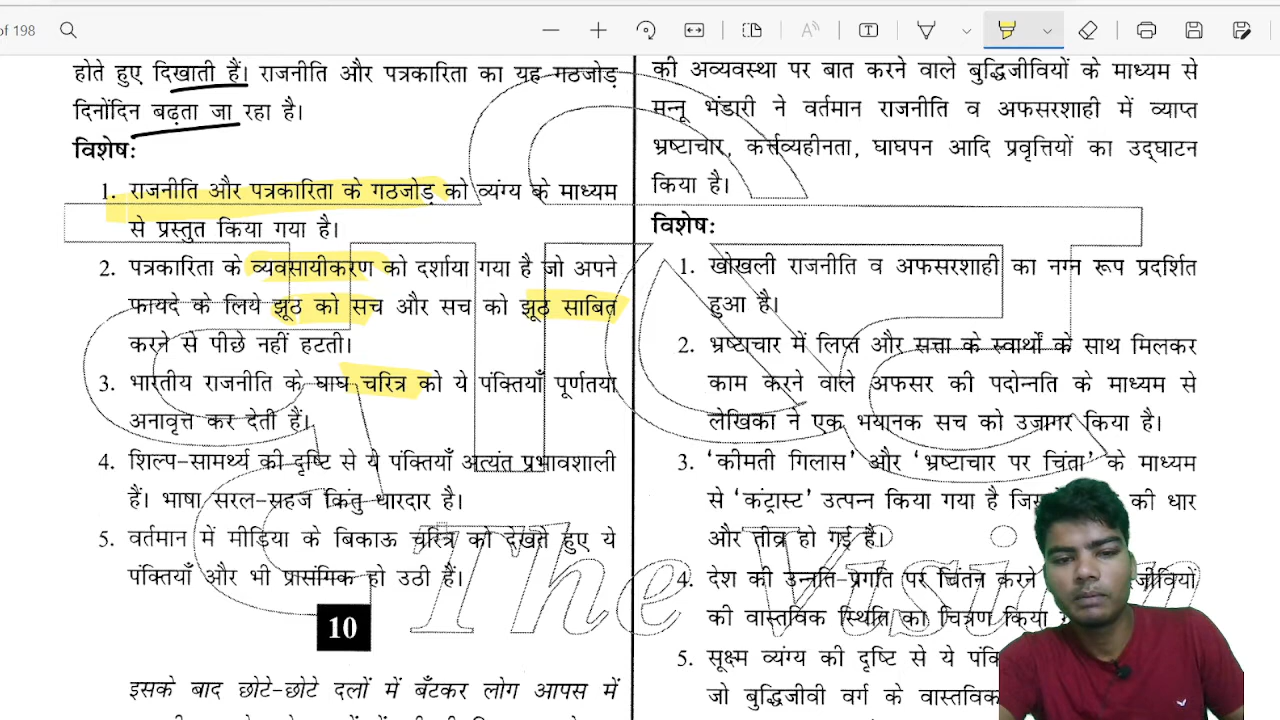 of 198
होते हुए दिखाती हैं। राजनीति और पत्रकारिता का यह गठजोड़
दिनोंदिन बढ़ता जा रहा है।
विशेषः
1. राजनीति और पत्रकारिता के गठजोड़ को व्यंग्य के माध्यम
से प्रस्तुत किया गया है।
2. पत्रकारिता के व्यवसायीकरण को दर्शाया गया है जो अपने
फायदे के लिये झूठ को सच और सच को झूठ साबित
करने से पीछे नहीं हटती।
3. भारतीय राजनीति के घाघ चरित्र को ये पंक्तियाँ पूर्णतया
अनावृत्त कर देती हैं।
4. शिल्प-सामर्थ्य की दृष्टि से ये पंक्तियाँ अत्यंत प्रभावशाली
हैं। भाषा सरल-सहज किंतु धारदार है।
5. वर्तमान में मीडिया के बिकाऊ चरित्र को देखते हुए ये
पंक्तियाँ और भी प्रासंगिक हो उठी हैं।
10
इसके बाद छोटे-छोटे दलों में बँटकर लोग आपस में
की अव्यवस्था पर बात करने वाले बुद्धिजीवियों के माध्यम से
मन्नू भंडारी ने वर्तमान राजनीति व अफसरशाही में व्याप्त
भ्रष्टाचार, कर्त्तव्यहीनता, घाघपन आदि प्रवृत्तियों का उद्घाटन
किया है।
विशेषः
1. खोखली राजनीति व अफसरशाही का नग्न रूप प्रदर्शित
हुआ है।
2. भ्रष्टाचार में लिप्त और सत्ता के स्वार्थों के साथ मिलकर
काम करने वाले अफसर की पदोन्नति के माध्यम से
लेखिका ने एक भयानक सच को उजागर किया है।
3. 'कीमती गिलास' और 'भ्रष्टाचार पर चिंता' के माध्यम
से 'कंट्रास्ट' उत्पन्न किया गया है की धार
और तीव्र हो गई है।
4. देश की उन्नति-प्रगति पर चिंतन करने
की वास्तविक स्थिति का चित्रण किया
5. सूक्ष्म व्यंग्य की दृष्टि से ये
जो बुद्धिजीवी वर्ग के वास्तविक
The Vision